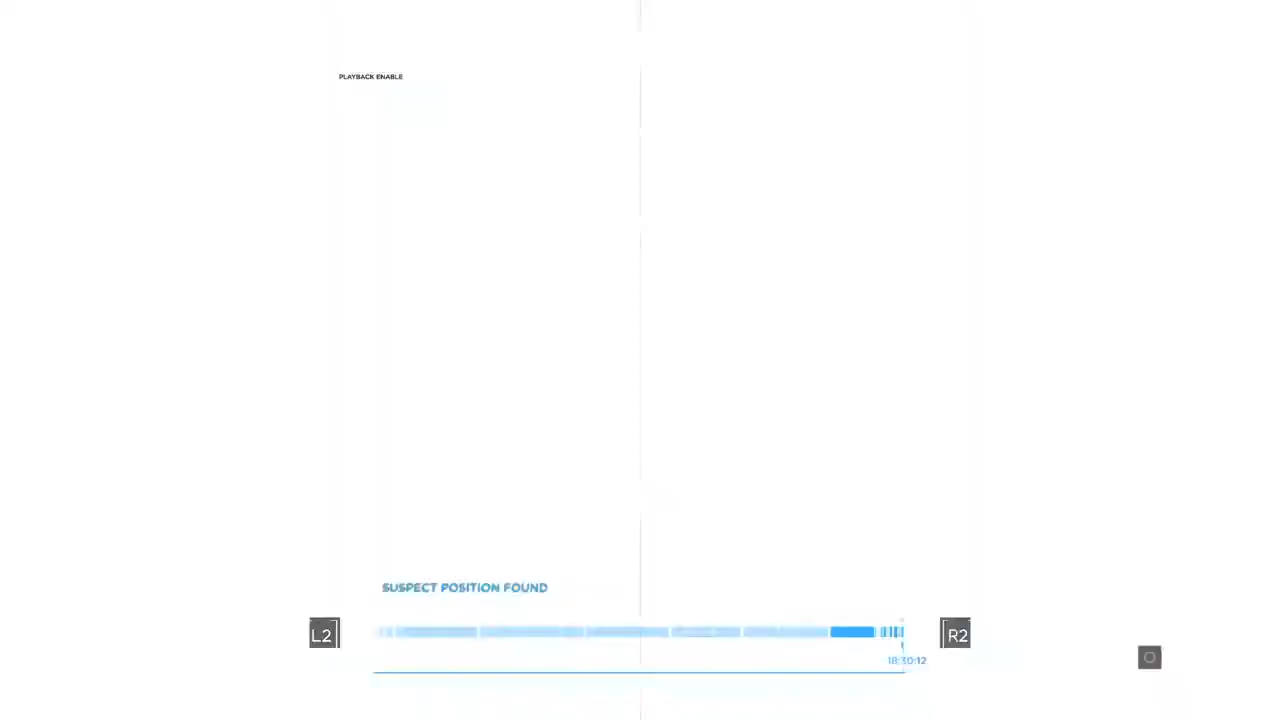 PLAYBACK ENABLE
SUSPECT POSITION FOUND
L2
R2
18:30:12